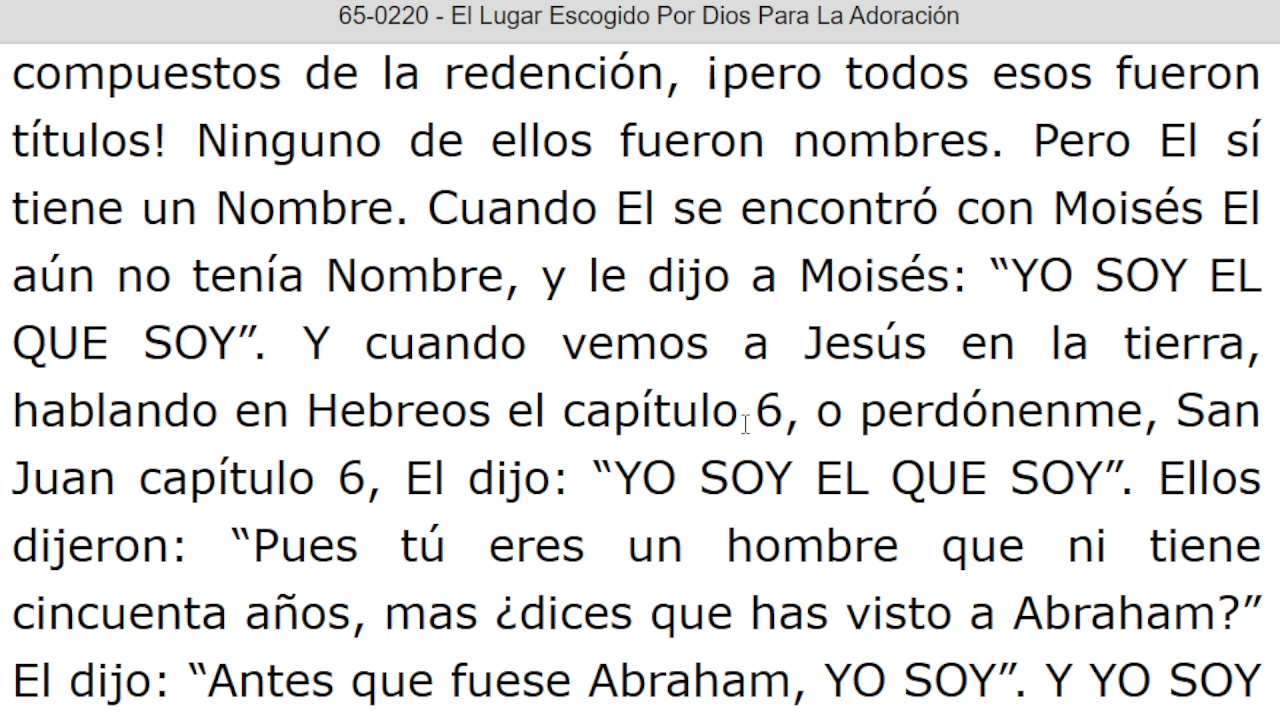 65-0220 - El Lugar Escogido Por Dios Para La Adoración
compuestos de la redención, ¡pero todos esos fueron
títulos! Ninguno de ellos fueron nombres. Pero El sí
tiene un Nombre. Cuando El se encontró con Moisés El
aún no tenía Nombre, y le dijo a Moisés: “YO SOY EL
QUE SOY”. Y cuando vemos a Jesús en la tierra,
hablando en Hebreos el capítulo 6, o perdónenme, San
Juan capítulo 6, El dijo: “YO SOY EL QUE SOY”. Ellos
dijeron: “Pues tú eres un hombre que ni tiene
cincuenta años, mas ¿dices que has visto a Abraham?”
El dijo: “Antes que fuese Abraham, YO SOY”. Y YO SOY